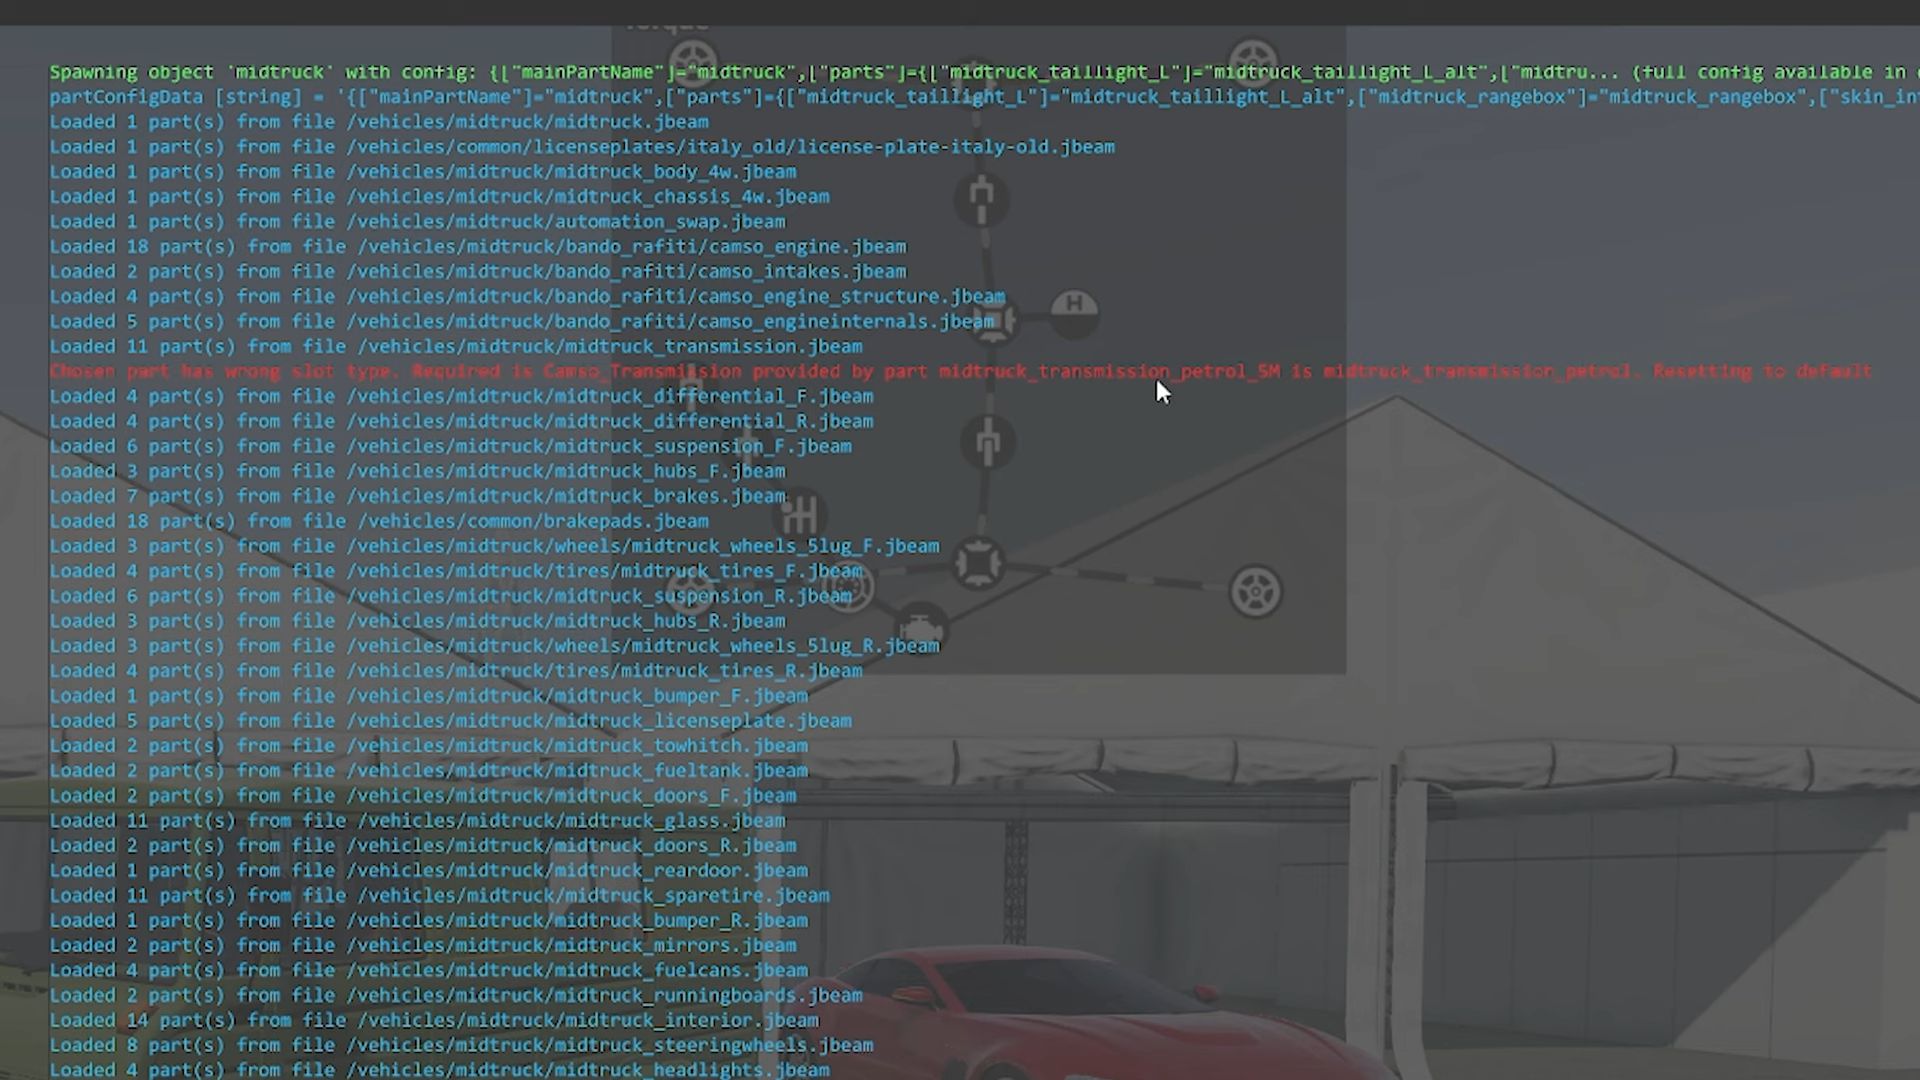 Torque
Spawning object 'midtruck' with config: {["mainPartName"]="midtruck",["parts"]={["midtruck_taillight_L"]="midtruck_taillight_L_alt",["midtru... (full config available in
partConfigData [string] = '{["mainPartName"]="midtruck",["parts"]={["midtruck_taillight_L"]="midtruck_taillight_L_alt",["midtruck_rangebox"]="midtruck_rangebox",["skin_in
Loaded 1 part(s) from file /vehicles/midtruck/midtruck.jbeam
Loaded 1 part(s) from file /vehicles/common/licenseplates/italy_old/license-plate-italy-old.jbeam
Loaded 1 part(s) from file /vehicles/midtruck/midtruck_body_4w.jbeam
Loaded 1 part(s) from file /vehicles/midtruck/midtruck_chassis_4w.jbeam
Loaded 1 part(s) from file /vehicles/midtruck/automation_swap.jbeam
Loaded 18 part(s) from file /vehicles/midtruck/bando_rafiti/camso_engine.jbeam
Loaded 2 part(s) from file /vehicles/midtruck/bando_rafiti/camso_intakes.jbeam
Loaded 4 part(s) from file /vehicles/midtruck/bando_rafiti/camso_engine_structure.jbeam
Loaded 5 part(s) from file /vehicles/midtruck/bando_rafiti/camso_engineinternals.jbeam
Loaded 11 part(s) from file /vehicles/midtruck/midtruck_transmission.jbeam
Chosen part has wrong slot type. Required is Camso_Transmission provided by part midtruck_transmission_petrol_5M is midtruck_transmission_petrol. Resetting to default
Loaded 4 part(s) from file /vehicles/midtruck/midtruck_differential_F.jbeam
Loaded 4 part(s) from file /vehicles/midtruck/midtruck_differential_R.jbeam
Loaded 6 part(s) from file /vehicles/midtruck/midtruck_suspension_F.jbeam
Loaded 3 part(s) from file /vehicles/midtruck/midtruck_hubs_F.jbeam
Loaded 7 part(s) from file /vehicles/midtruck/midtruck_brakes.jbeam
Loaded 18 part(s) from file /vehicles/common/brakepads.jbeam
Loaded 3 part(s) from file /vehicles/midtruck/wheels/midtruck_wheels_5lug_F.jbeam
Loaded 4 part(s) from file /vehicles/midtruck/tires/midtruck_tires_F.jbeam
Loaded 6 part(s) from file /vehicles/midtruck/midtruck_suspension_R.jbeam
Loaded 3 part(s) from file /vehicles/midtruck/midtruck_hubs_R.jbeam
Loaded 3 part(s) from file /vehicles/midtruck/wheels/midtruck_wheels_5lug_R.jbeam
Loaded 4 part(s) from file /vehicles/midtruck/tires/midtruck_tires_R.jbeam
Loaded 1 part(s) from file /vehicles/midtruck/midtruck_bumper_F.jbeam
Loaded 5 part(s) from file /vehicles/midtruck/midtruck_licenseplate.jbeam
Loaded 2 part(s) from file /vehicles/midtruck/midtruck_towhitch.jbeam
Loaded 2 part(s) from file /vehicles/midtruck/midtruck_fueltank.jbeam
Loaded 2 part(s) from file /vehicles/midtruck/midtruck_doors_F.jbeam
Loaded 11 part(s) from file /vehicles/midtruck/midtruck_glass.jbeam
Loaded 2 part(s) from file /vehicles/midtruck/midtruck_doors_R.jbeam
Loaded 1 part(s) from file /vehicles/midtruck/midtruck_reardoor.jbeam
Loaded 11 part(s) from file /vehicles/midtruck/midtruck_sparetire.jbeam
Loaded 1 part(s) from file /vehicles/midtruck/midtruck_bumper_R.jbeam
Loaded 2 part(s) from file /vehicles/midtruck/midtruck_mirrors.jbeam
Loaded 4 part(s) from file /vehicles/midtruck/midtruck_fuelcans.jbeam
Loaded 2 part(s) from file /vehicles/midtruck/midtruck_runningboards.jbeam
Loaded 14 part(s) from file /vehicles/midtruck/midtruck_interior.jbeam
Loaded 8 part(s) from file /vehicles/midtruck/midtruck_steeringwheels.jbeam
Loaded 4 part(s) from file /vehicles/midtruck/midtruck_headlights.jbeam